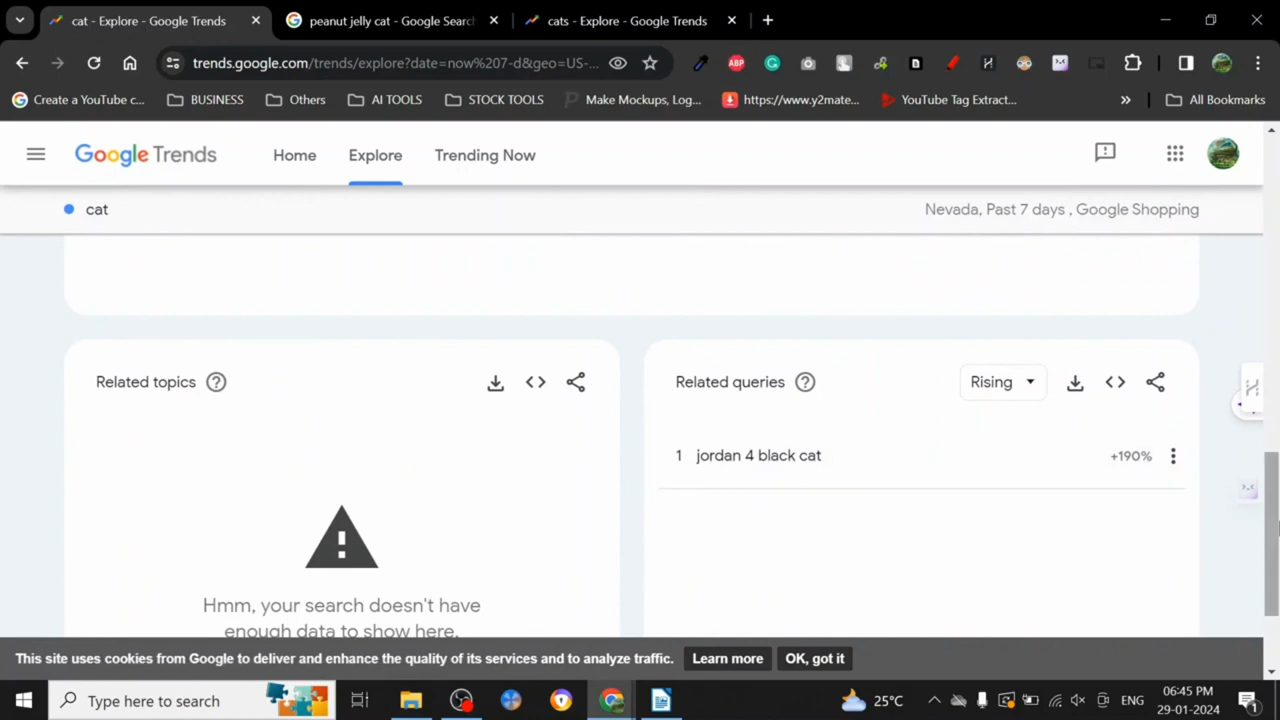 cat - Explore - Google Trends
peanut jelly cat - Google Searc
cats - Explore - Google Trends
trends.google.com/trends/explore?date=now%207-d&geo=US-...
ABP
Create a YouTube c...
BUSINESS
Others
AI TOOLS
STOCK TOOLS
Make Mockups, Log...
https://www.y2mate...
YouTube Tag Extract...
All Bookmarks
Google Trends
Home
Explore
Trending Now
cat
Nevada, Past 7 days , Google Shopping
Related topics
Related queries
Rising
1 jordan 4 black cat
+190%
Hmm, your search doesn't have
enough data to show here.
This site uses cookies from Google to deliver and enhance the quality of its services and to analyze traffic.
Learn more
OK, got it
Type here to search
25°C
ENG
06:45 PM
29-01-2024
1